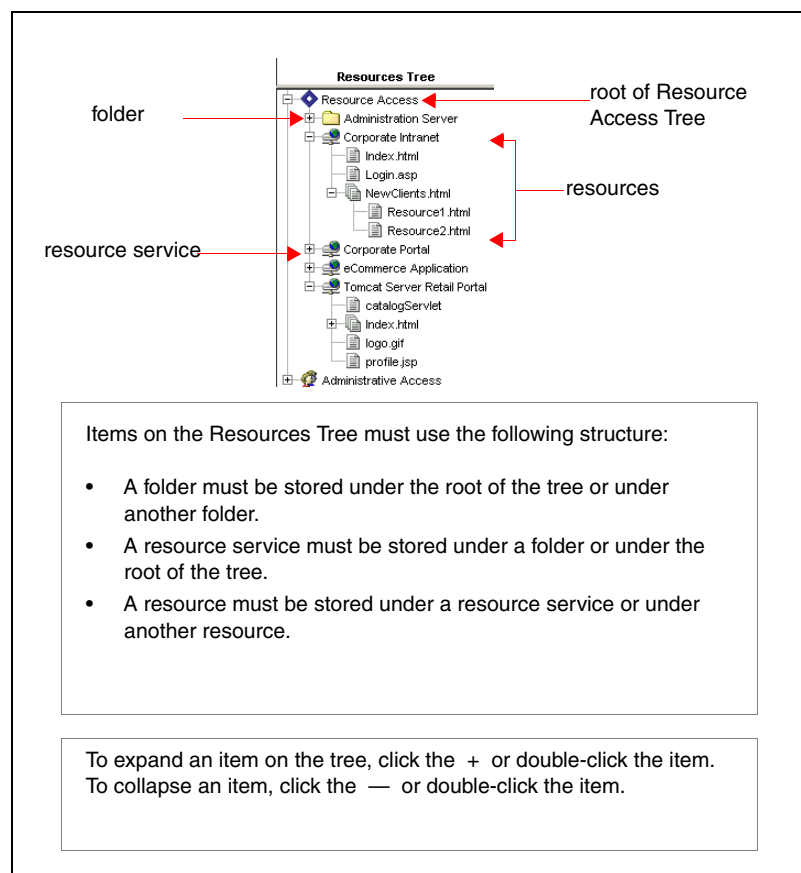 Resources Tree
Resource Access
root of Resource
Access Tree
folder
Administration Server
Corporate Intranet
Index.html
Login.asp
NewClients.html
resources
Resource1.html
Resource2.html
resource service
Corporate Portal
eCommerce Application
Tomcat Server Retail Portal
catalogServlet
Index.html
logo.gif
profile.jsp
Administrative Access
Items on the Resources Tree must use the following structure:
• A folder must be stored under the root of the tree or under
another folder.
• A resource service must be stored under a folder or under the
root of the tree.
• A resource must be stored under a resource service or under
another resource.
To expand an item on the tree, click the + or double-click the item.
To collapse an item, click the — or double-click the item.